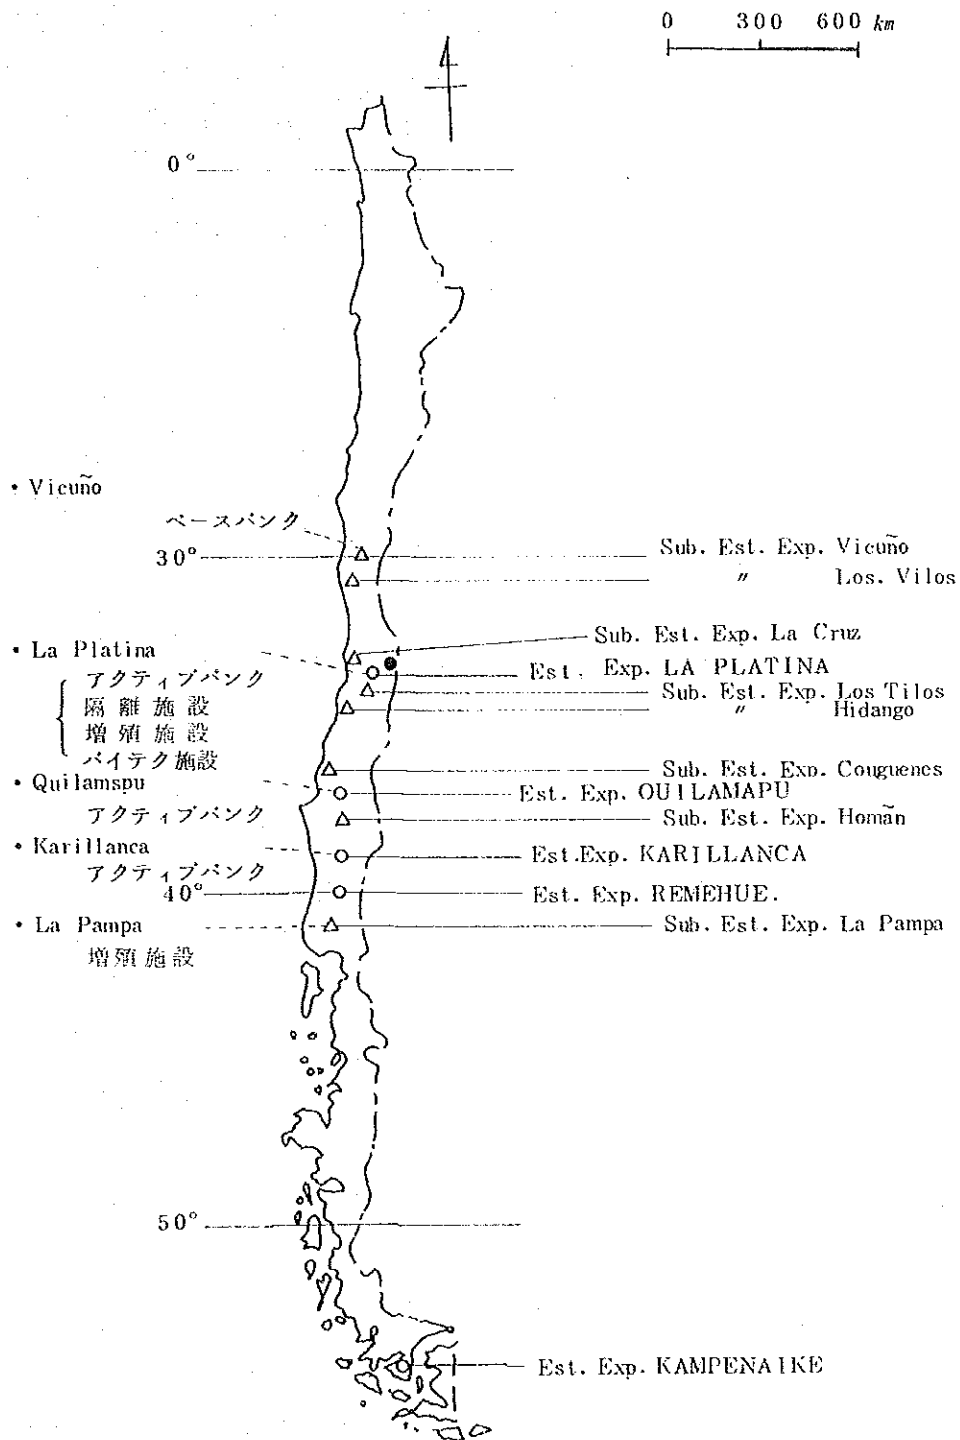 0 300 600 km
0°
• Vicuño
ベースバンク
30°
Sub. Est. Exp. Vicuño
〃 Los. Vilos
Sub. Est. Exp. La Cruz
• La Platina
アクティブバンク
隔離施設
増殖施設
バイテク施設
Est. Exp. LA PLATINA
Sub. Est. Exp. Los Tilos
〃 Hidango
• Quilamspu
アクティブバンク
Sub. Est. Exp. Couguenes
Est. Exp. QUILAMAPU
Sub. Est. Exp. Homãn
• Karillanca
アクティブバンク
Est.Exp. KARILLANCA
40°
Est. Exp. REMEHUE.
• La Pampa
増殖施設
Sub. Est. Exp. La Pampa
50°
Est. Exp. KAMPENAIKE